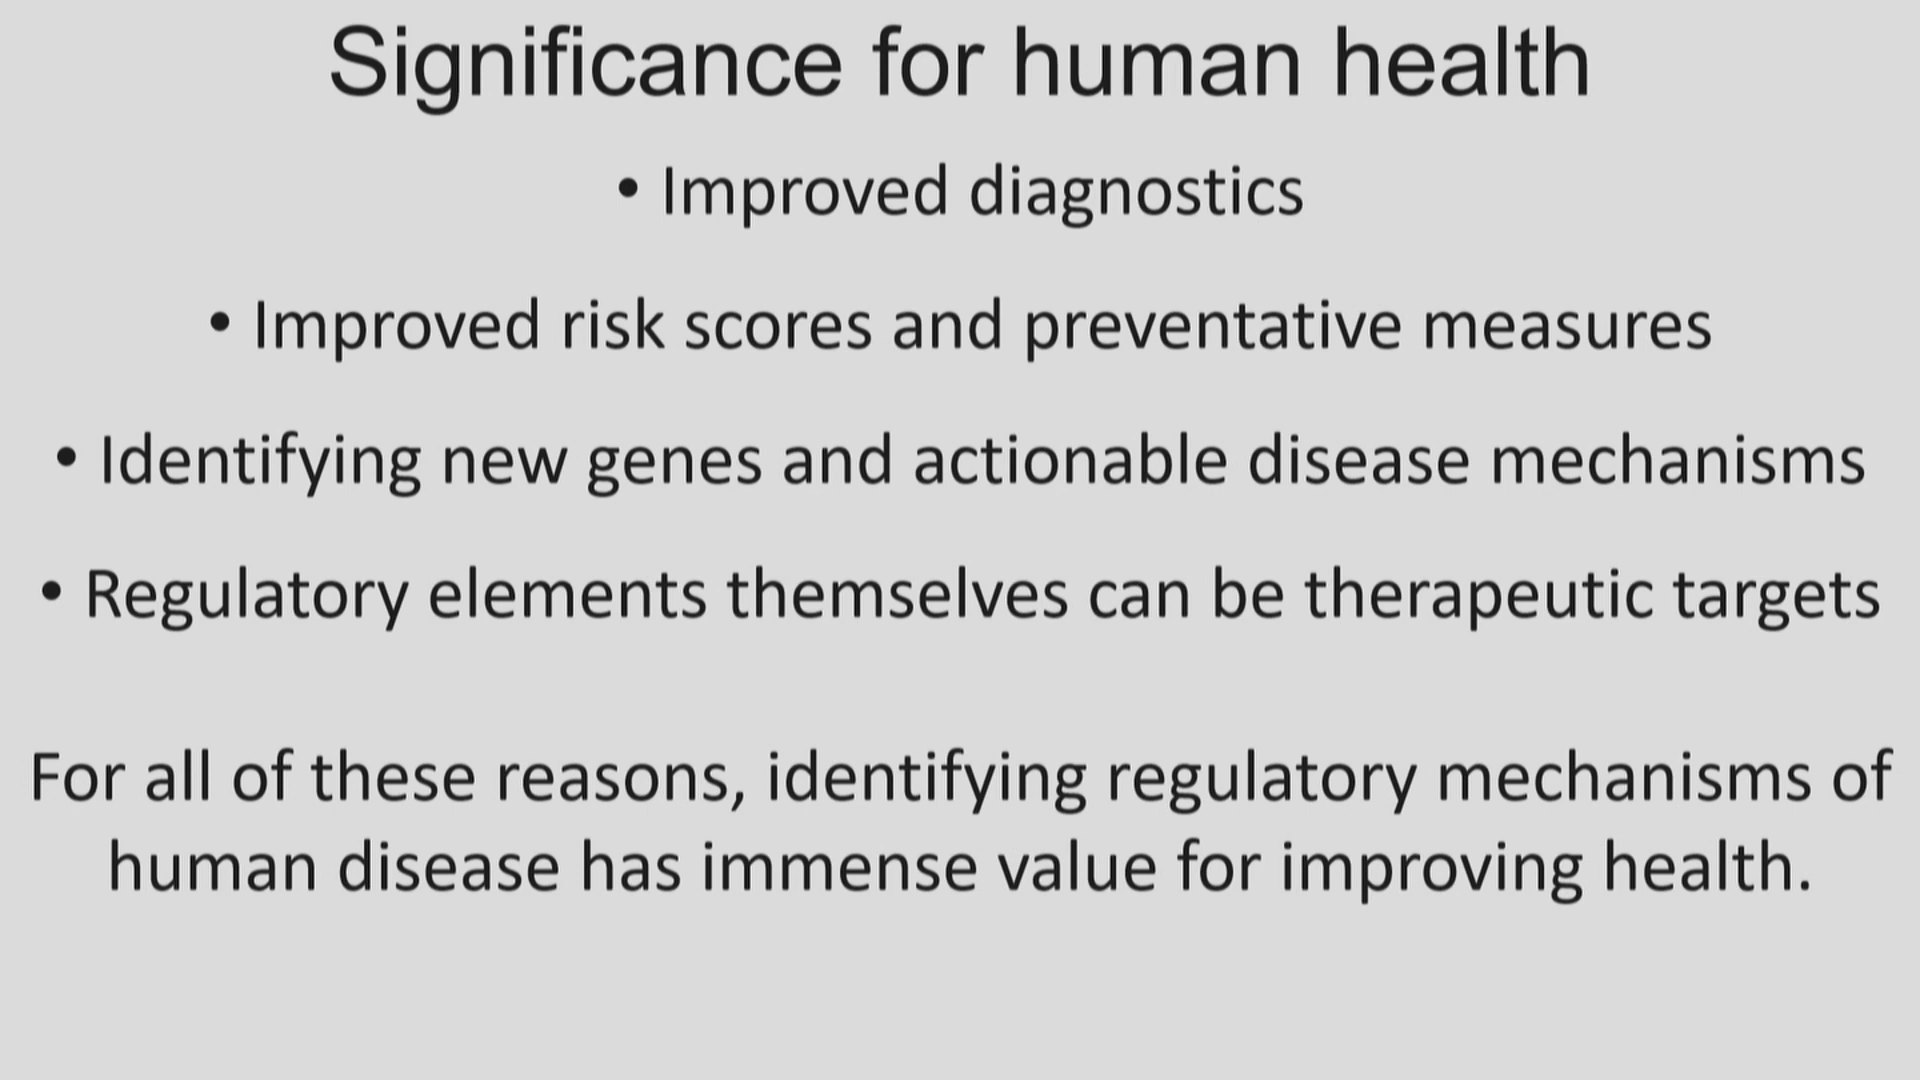 Significance for human health
• Improved diagnostics
• Improved risk scores and preventative measures
• Identifying new genes and actionable disease mechanisms
• Regulatory elements themselves can be therapeutic targets
For all of these reasons, identifying regulatory mechanisms of
human disease has immense value for improving health.